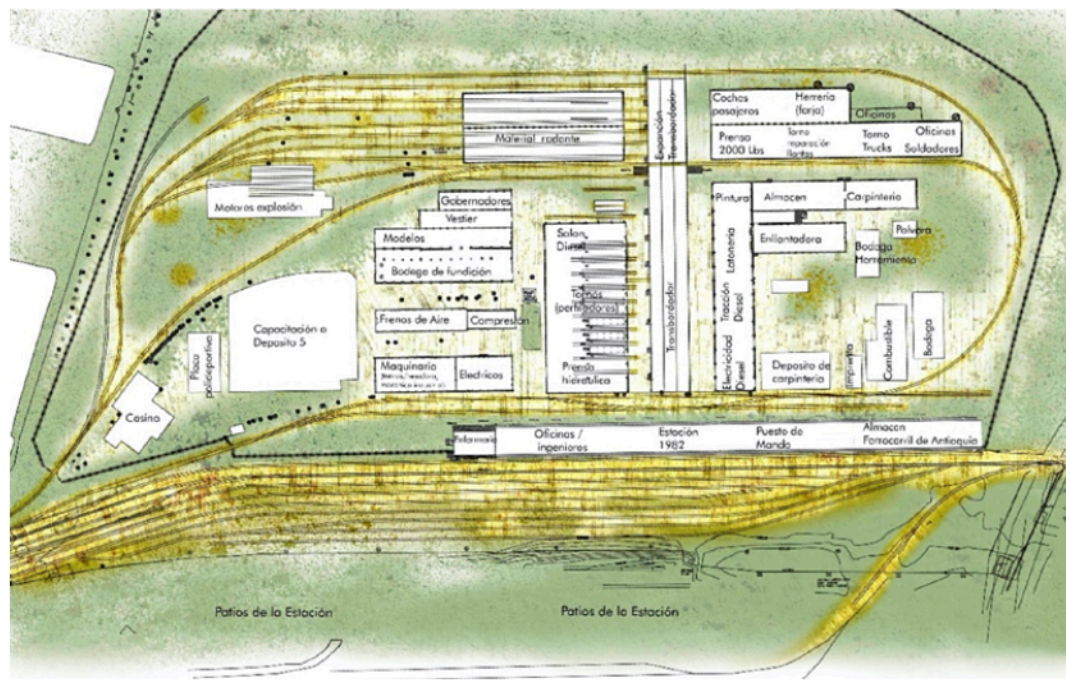 Coches pasajeros
Herrería (forja)
Oficinas
Prensa 2000 Lbs
Torno reparación llantas
Torno Trucks
Oficina Soldadores
Material rodante
Expansión Transbordador
Motores explosión
Gobernadores
Vestier
Modelos
Bodega de fundición
Salon Diesel
Tornos (perfiladores)
Prensa hidráulica
Transbordador
Pintura
Latonería
Tracción Diesel
Electricidad Diesel
Almacen
Carpintería
Enllantadora
Polvora
Bodega Herramienta
Frenos de Aire
Compresión
Capacitación o Deposito 5
Placa polideportiva
Maquinaria
Electricos
Casino
Deposito de carpintería
Combustible
Bodega
Enfermería
Oficinas / ingenieros
Estación 1982
Puesto de Mando
Almacen Ferrocarril de Antioquia
Patios de la Estación
Patios de la Estación